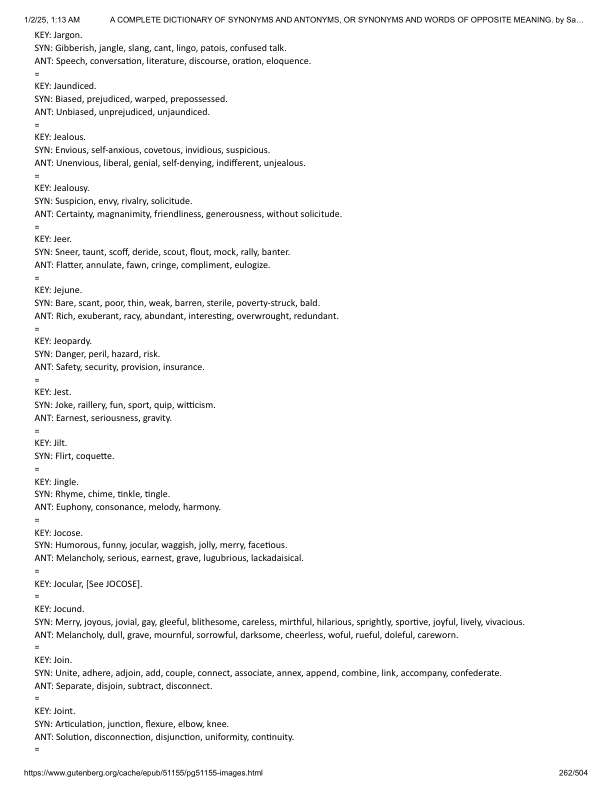 1/2/25, 1:13 AM A COMPLETE DICTIONARY OF SYNONYMS AND ANTONYMS, OR SYNONYMS AND WORDS OF OPPOSITE MEANING. by Sa…
KEY: Jargon.
SYN: Gibberish, jangle, slang, cant, lingo, patois, confused talk.
ANT: Speech, conversation, literature, discourse, oration, eloquence.
=
KEY: Jaundiced.
SYN: Biased, prejudiced, warped, prepossessed.
ANT: Unbiased, unprejudiced, unjaundiced.
=
KEY: Jealous.
SYN: Envious, self-anxious, covetous, invidious, suspicious.
ANT: Unenvious, liberal, genial, self-denying, indifferent, unjealous.
=
KEY: Jealousy.
SYN: Suspicion, envy, rivalry, solicitude.
ANT: Certainty, magnanimity, friendliness, generousness, without solicitude.
=
KEY: Jeer.
SYN: Sneer, taunt, scoff, deride, scout, flout, mock, rally, banter.
ANT: Flatter, annulate, fawn, cringe, compliment, eulogize.
=
KEY: Jejune.
SYN: Bare, scant, poor, thin, weak, barren, sterile, poverty-struck, bald.
ANT: Rich, exuberant, racy, abundant, interesting, overwrought, redundant.
=
KEY: Jeopardy.
SYN: Danger, peril, hazard, risk.
ANT: Safety, security, provision, insurance.
=
KEY: Jest.
SYN: Joke, raillery, fun, sport, quip, witticism.
ANT: Earnest, seriousness, gravity.
=
KEY: Jilt.
SYN: Flirt, coquette.
=
KEY: Jingle.
SYN: Rhyme, chime, tinkle, tingle.
ANT: Euphony, consonance, melody, harmony.
=
KEY: Jocose.
SYN: Humorous, funny, jocular, waggish, jolly, merry, facetious.
ANT: Melancholy, serious, earnest, grave, lugubrious, lackadaisical.
=
KEY: Jocular, [See JOCOSE].
=
KEY: Jocund.
SYN: Merry, joyous, jovial, gay, gleeful, blithesome, careless, mirthful, hilarious, sprightly, sportive, joyful, lively, vivacious.
ANT: Melancholy, dull, grave, mournful, sorrowful, darksome, cheerless, woful, rueful, doleful, careworn.
=
KEY: Join.
SYN: Unite, adhere, adjoin, add, couple, connect, associate, annex, append, combine, link, accompany, confederate.
ANT: Separate, disjoin, subtract, disconnect.
=
KEY: Joint.
SYN: Articulation, junction, flexure, elbow, knee.
ANT: Solution, disconnection, disjunction, uniformity, continuity.
=
https://www.gutenberg.org/cache/epub/51155/pg51155-images.html 262/504